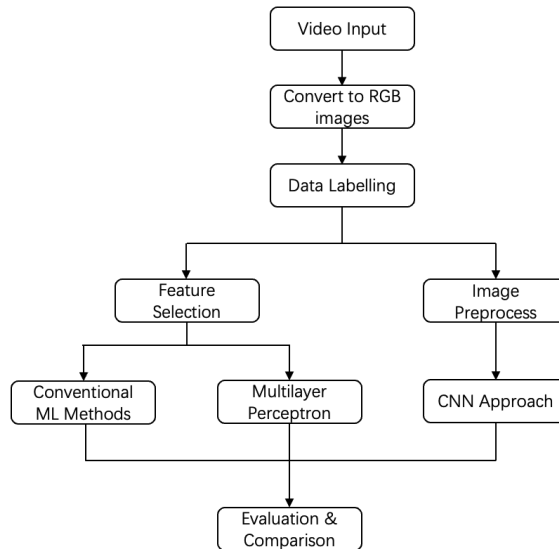 Video Input
Convert to RGB
images
Data Labelling
Feature
Selection
Image
Preprocess
Conventional
ML Methods
Multilayer
Perceptron
CNN Approach
Evaluation &
Comparison